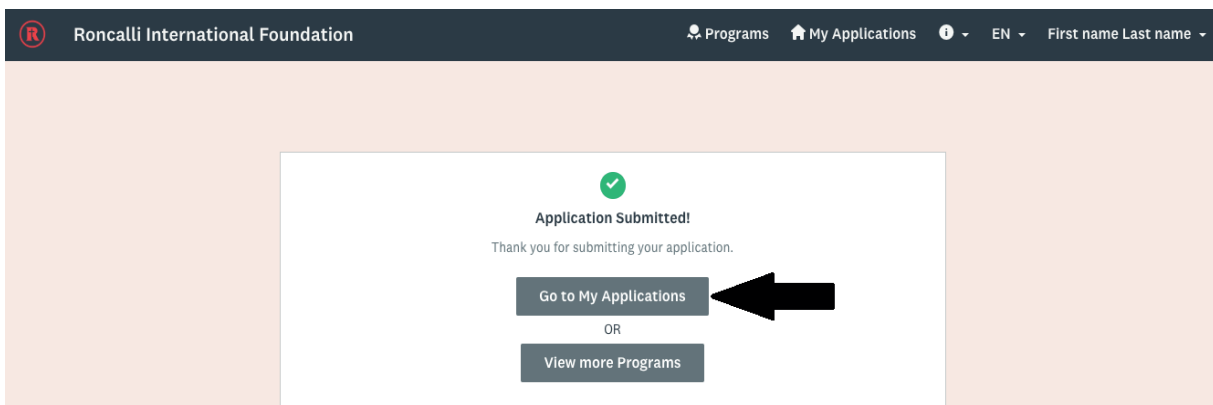 R Roncalli International Foundation Programs My Applications EN First name Last name
Application Submitted!
Thank you for submitting your application.
Go to My Applications
OR
View more Programs